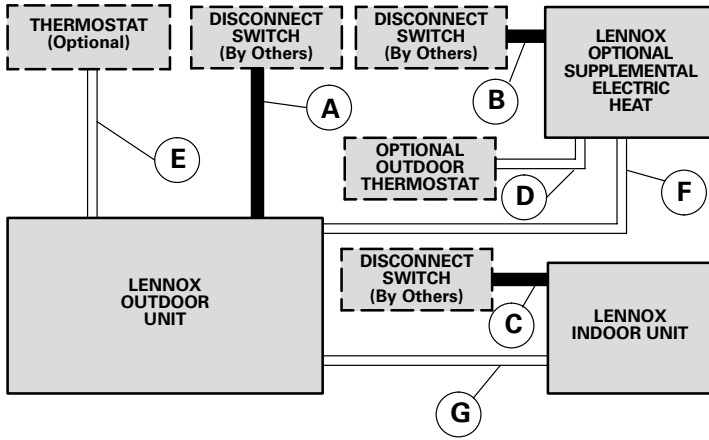 THERMOSTAT
(Optional)
DISCONNECT
SWITCH
(By Others)
DISCONNECT
SWITCH
(By Others)
LENNOX
OPTIONAL
SUPPLEMENTAL
ELECTRIC
HEAT
A
B
E
OPTIONAL
OUTDOOR
THERMOSTAT
D
F
LENNOX
OUTDOOR
UNIT
DISCONNECT
SWITCH
(By Others)
C
LENNOX
INDOOR UNIT
G